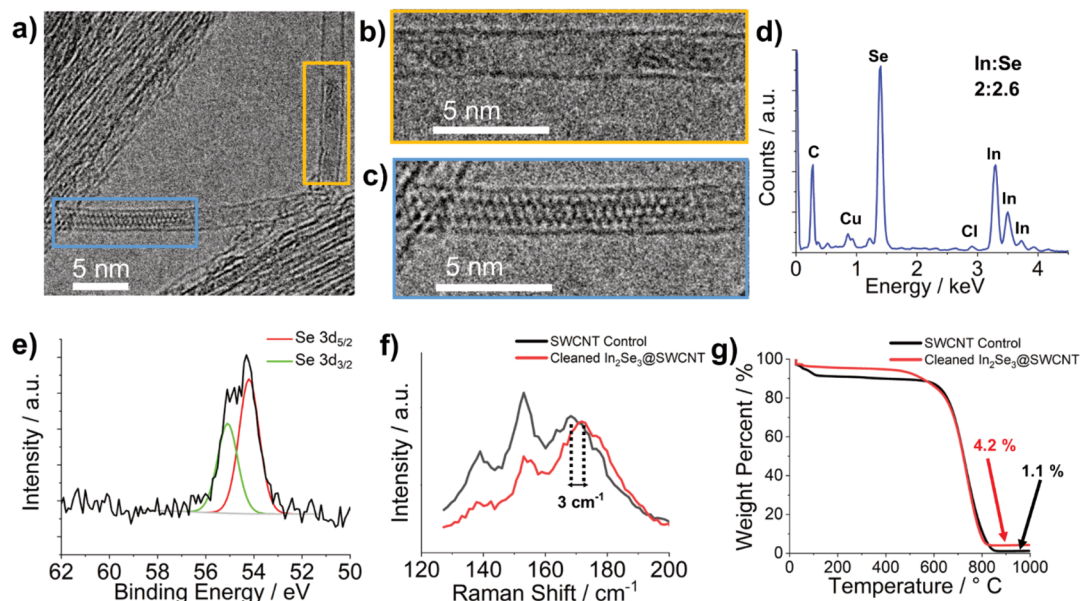 a)
5 nm
b)
5 nm
c)
5 nm
d)
In:Se
2:2.6
Se
C
Cu
Cl
In
In
In
Counts / a.u.
0
1
2
3
4
Energy / keV
e)
Se 3d5/2
Se 3d3/2
Intensity / a.u.
62
60
58
56
54
52
50
Binding Energy / eV
f)
SWCNT Control
Cleaned In2Se3@SWCNT
3 cm-1
Intensity / a.u.
120
140
160
180
200
Raman Shift / cm-1
g)
SWCNT Control
Cleaned In2Se3@SWCNT
100
80
60
40
20
0
4.2 %
1.1 %
Weight Percent / %
0
200
400
600
800
1000
Temperature / ° C